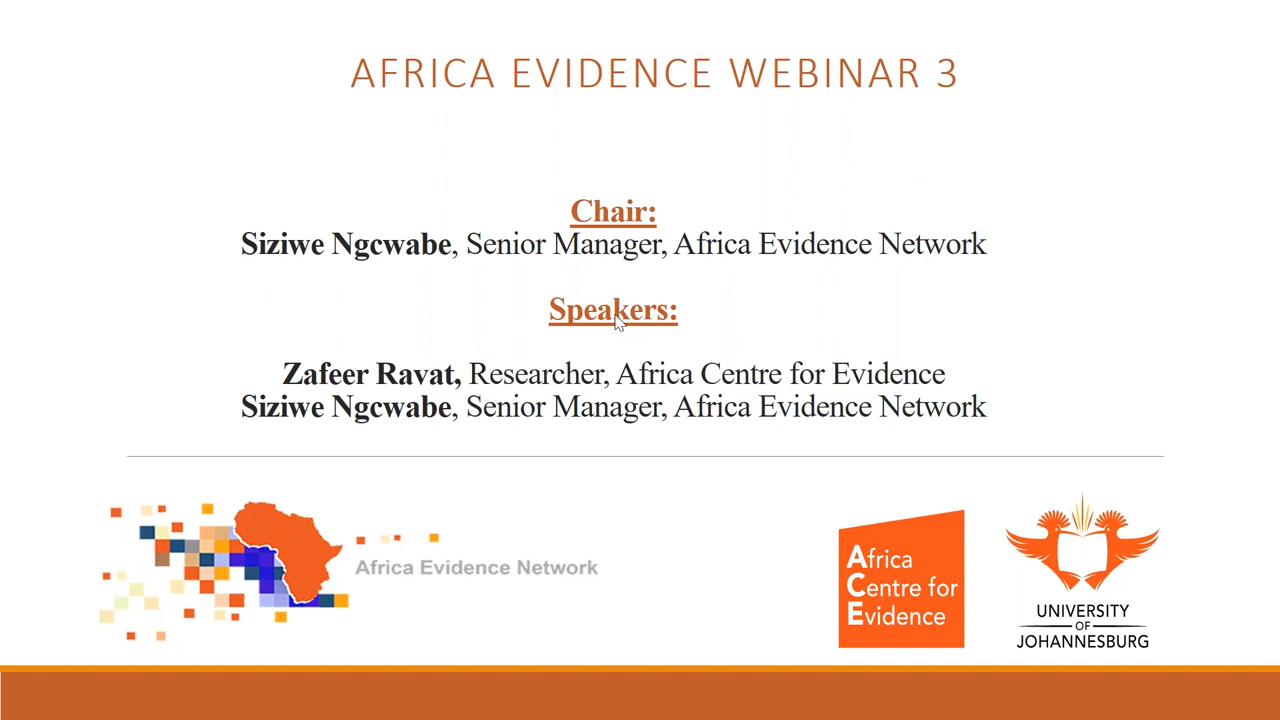 AFRICA EVIDENCE WEBINAR 3
Chair:
Siziwe Ngcwabe, Senior Manager, Africa Evidence Network
Speakers:
Zafeer Ravat, Researcher, Africa Centre for Evidence
Siziwe Ngcwabe, Senior Manager, Africa Evidence Network
Africa Evidence Network
Africa
Centre for
Evidence
UNIVERSITY
OF
JOHANNESBURG